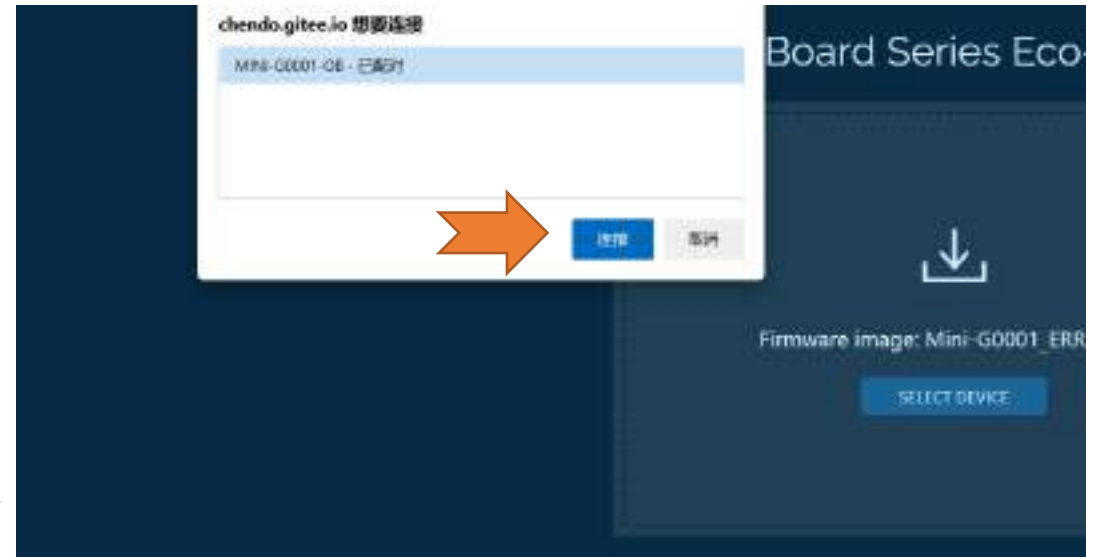 chendo.gitee.io 想要连接
MINI-G0001-OB - 已配对
连接
取消
Board Series Eco-
Firmware image: Mini-G0001_ERR
SELECT DEVICE